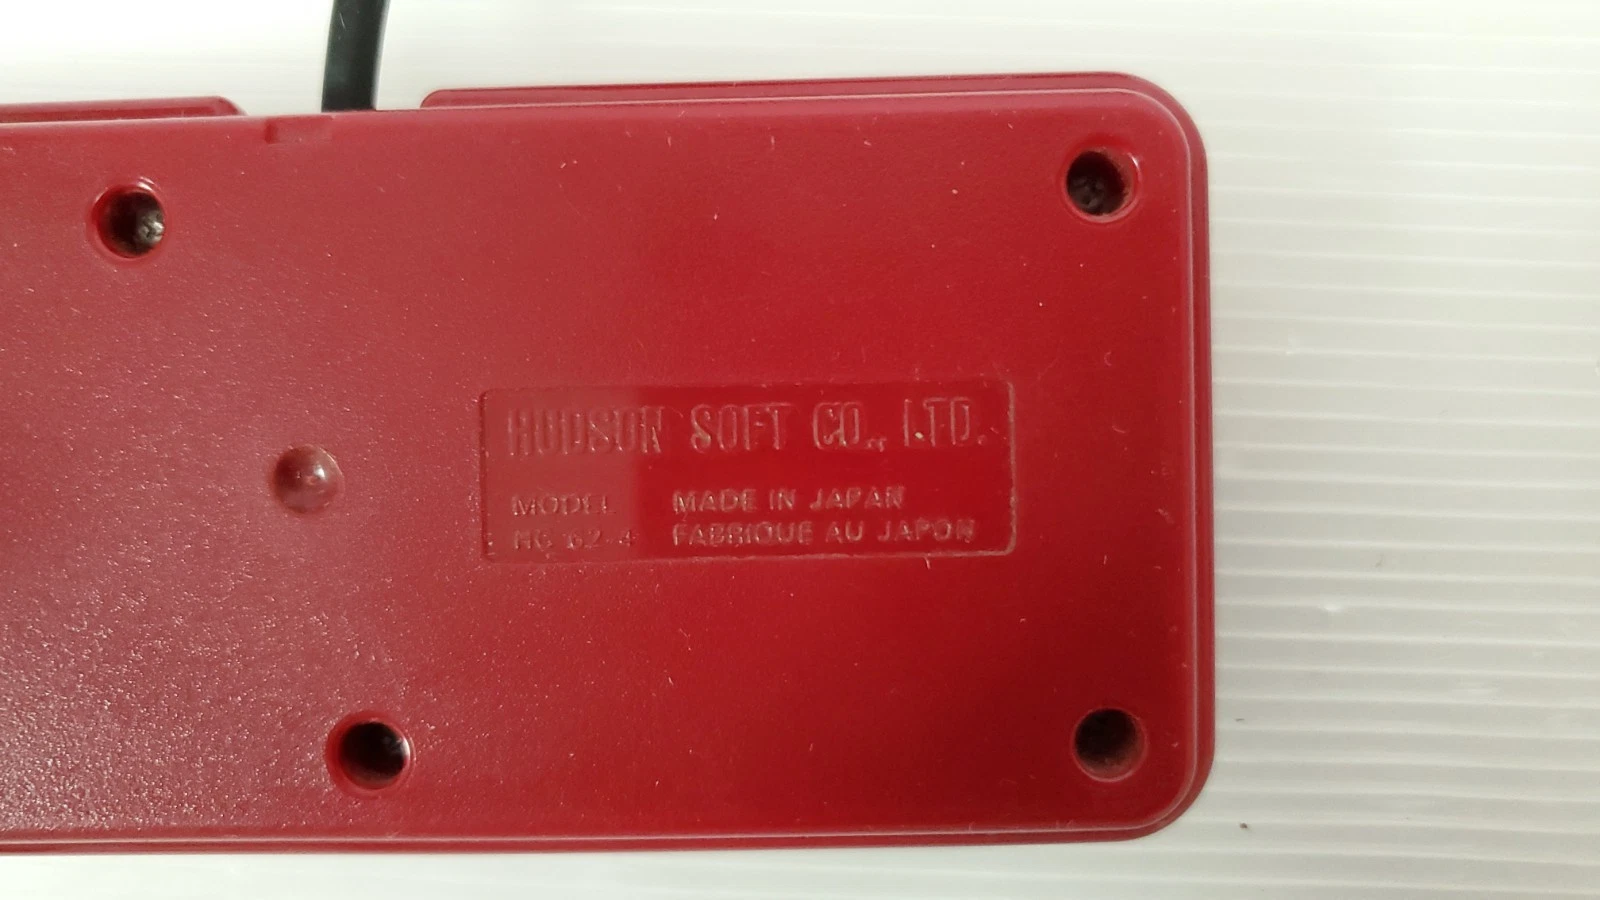 HUDSON SOFT CO., LTD.
MODEL MADE IN JAPAN
HC 62-4 FABRIQUE AU JAPON